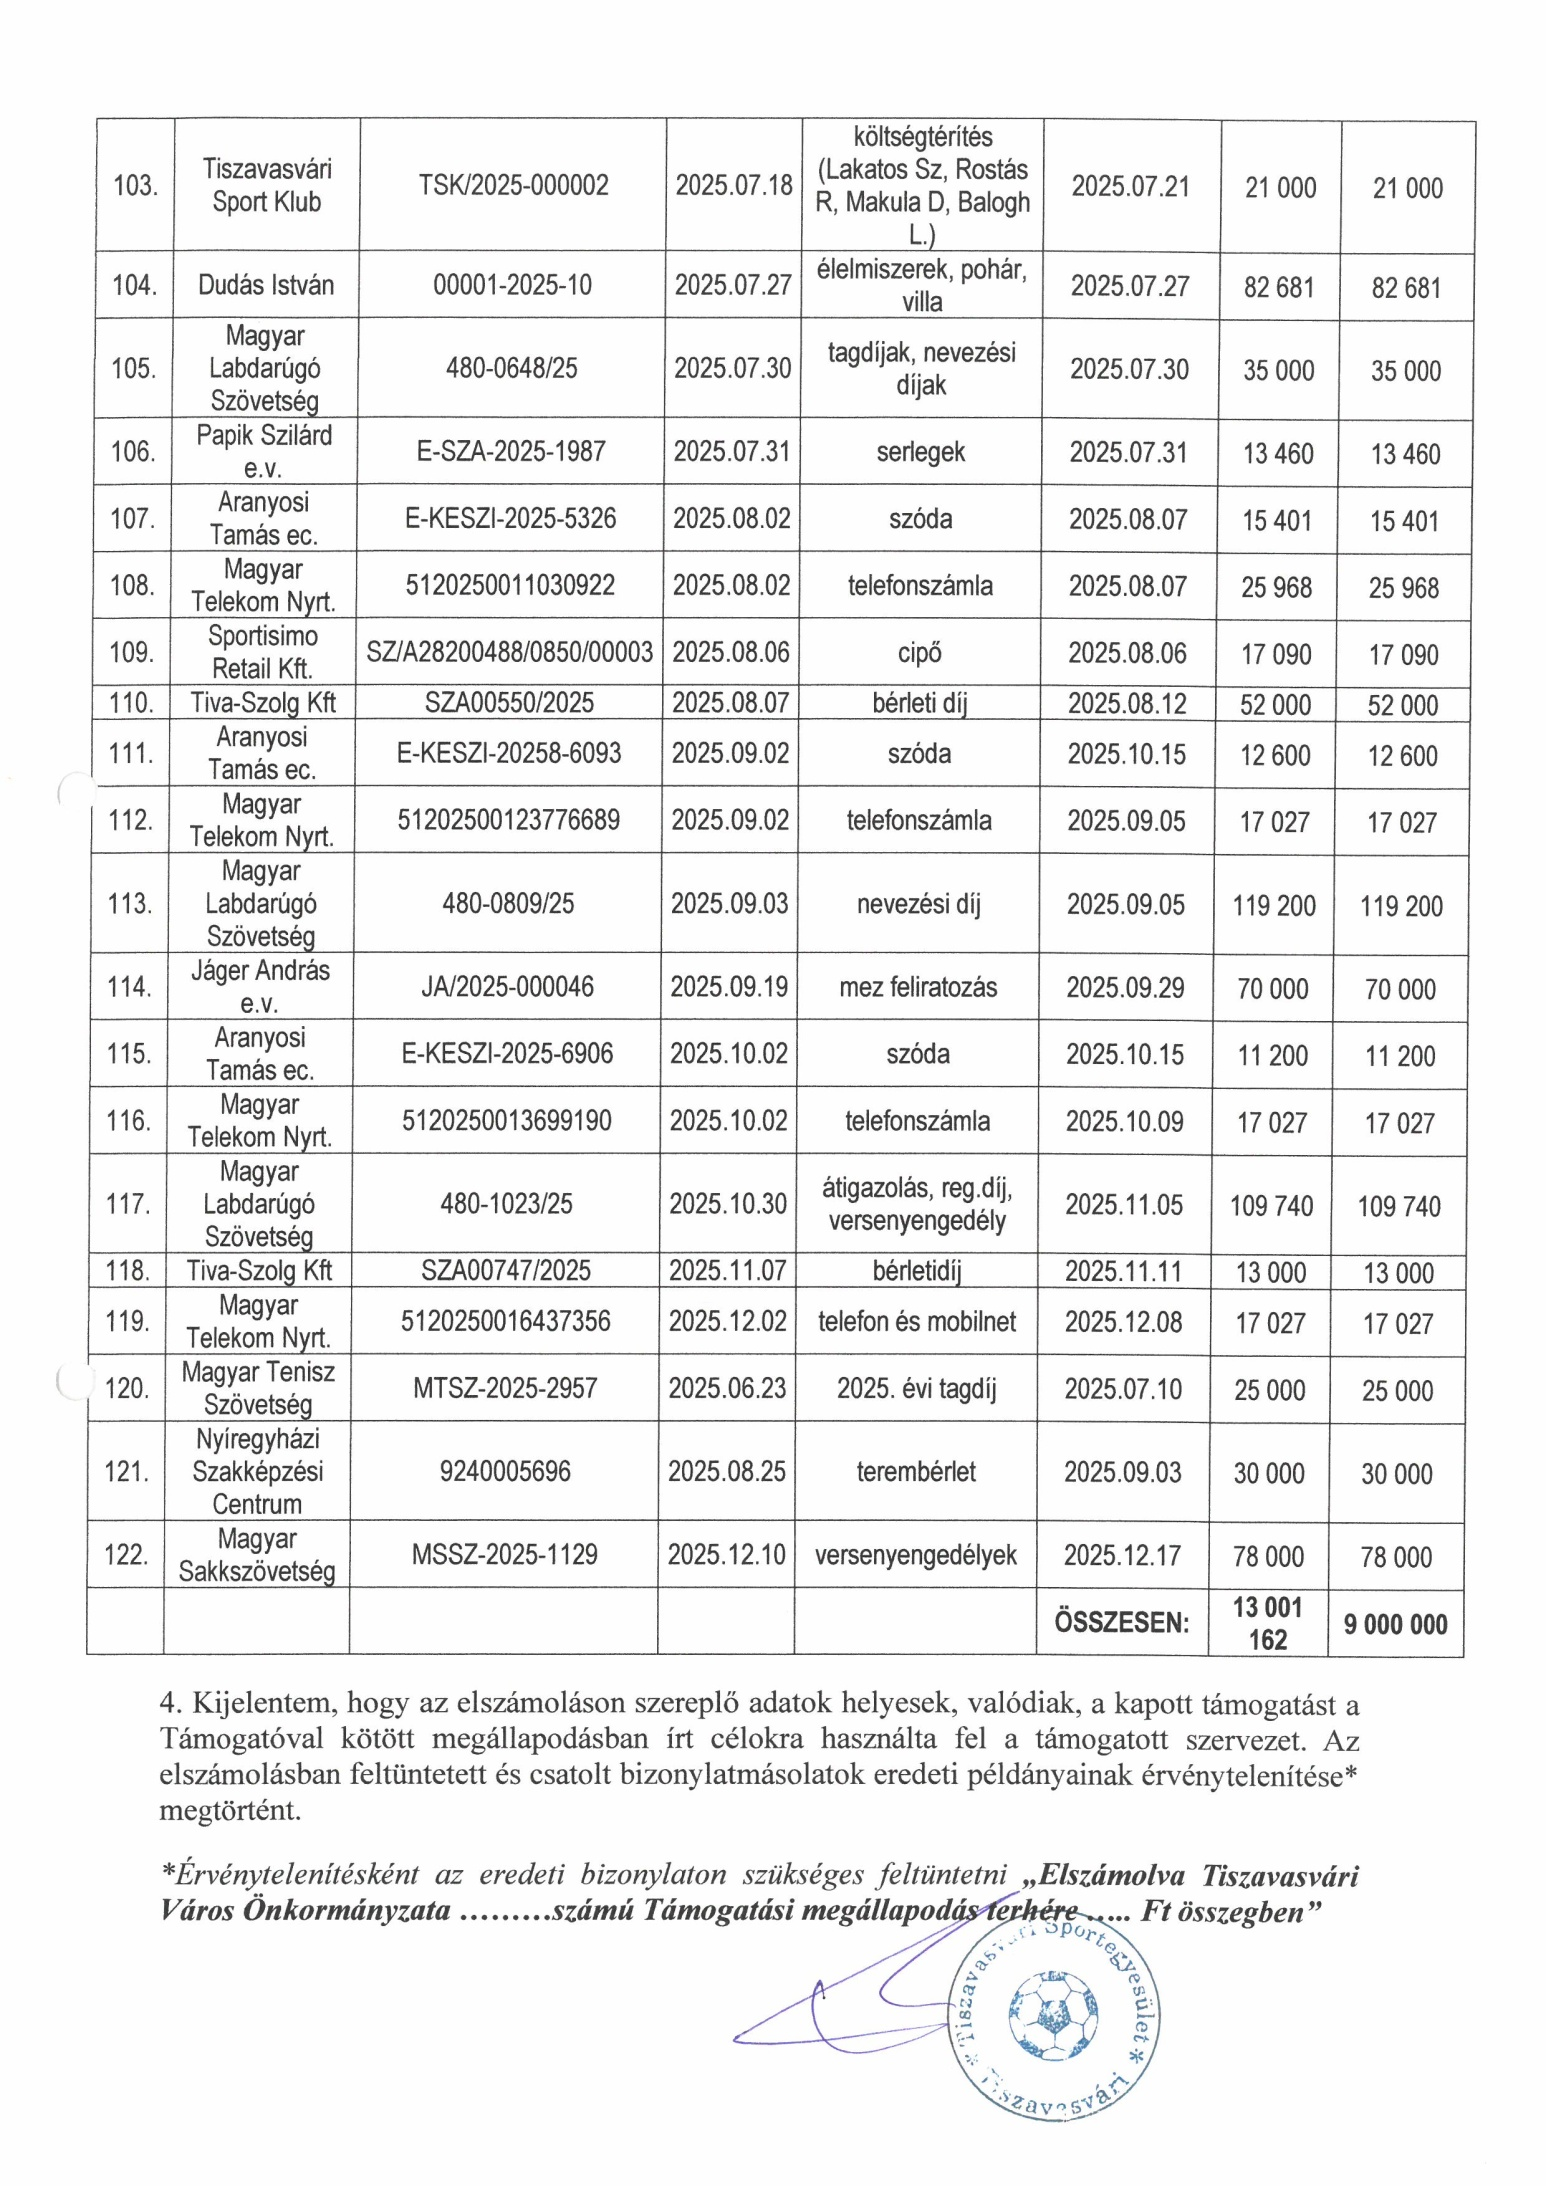 103. Tiszavasvári Sport Klub TSK/2025-000002 2025.07.18 költségtérítés (Lakatos Sz, Rostás R, Makula D, Balogh L.) 2025.07.21 21 000 21 000
104. Dudás István 00001-2025-10 2025.07.27 élelmiszerek, pohár, villa 2025.07.27 82 681 82 681
105. Magyar Labdarúgó Szövetség 480-0648/25 2025.07.30 tagdíjak, nevezési díjak 2025.07.30 35 000 35 000
106. Papik Szilárd e.v. E-SZA-2025-1987 2025.07.31 serlegek 2025.07.31 13 460 13 460
107. Aranyosi Tamás ec. E-KESZI-2025-5326 2025.08.02 szóda 2025.08.07 15 401 15 401
108. Magyar Telekom Nyrt. 5120250011030922 2025.08.02 telefonszámla 2025.08.07 25 968 25 968
109. Sportisimo Retail Kft. SZ/A28200488/0850/00003 2025.08.06 cipő 2025.08.06 17 090 17 090
110. Tiva-Szolg Kft SZA00550/2025 2025.08.07 bérleti díj 2025.08.12 52 000 52 000
111. Aranyosi Tamás ec. E-KESZI-20258-6093 2025.09.02 szóda 2025.10.15 12 600 12 600
112. Magyar Telekom Nyrt. 51202500123776689 2025.09.02 telefonszámla 2025.09.05 17 027 17 027
113. Magyar Labdarúgó Szövetség 480-0809/25 2025.09.03 nevezési díj 2025.09.05 119 200 119 200
114. Jáger András e.v. JA/2025-000046 2025.09.19 mez feliratozás 2025.09.29 70 000 70 000
115. Aranyosi Tamás ec. E-KESZI-2025-6906 2025.10.02 szóda 2025.10.15 11 200 11 200
116. Magyar Telekom Nyrt. 5120250013699190 2025.10.02 telefonszámla 2025.10.09 17 027 17 027
117. Magyar Labdarúgó Szövetség 480-1023/25 2025.10.30 átigazolás, reg.díj, versenyengedély 2025.11.05 109 740 109 740
118. Tiva-Szolg Kft SZA00747/2025 2025.11.07 bérletidíj 2025.11.11 13 000 13 000
119. Magyar Telekom Nyrt. 5120250016437356 2025.12.02 telefon és mobilnet 2025.12.08 17 027 17 027
120. Magyar Tenisz Szövetség MTSZ-2025-2957 2025.06.23 2025. évi tagdíj 2025.07.10 25 000 25 000
121. Nyíregyházi Szakképzési Centrum 9240005696 2025.08.25 terembérlet 2025.09.03 30 000 30 000
122. Magyar Sakkszövetség MSSZ-2025-1129 2025.12.10 versenyengedélyek 2025.12.17 78 000 78 000
ÖSSZESEN: 13 001 162 9 000 000
4. Kijelentem, hogy az elszámoláson szereplő adatok helyesek, valódiak, a kapott támogatást a
Támogatóval kötött megállapodásban írt célokra használta fel a támogatott szervezet. Az
elszámolásban feltüntetett és csatolt bizonylatmásolatok eredeti példányainak érvénytelenítése*
megtörtént.
*Érvénytelenítésként az eredeti bizonylaton szükséges feltüntetni „Elszámolva Tiszavasvári
Város Önkormányzata .........számú Támogatási megállapodás terhére ..... Ft összegben”
Tiszavasvári Sportegyesület
* Tiszavasvári *